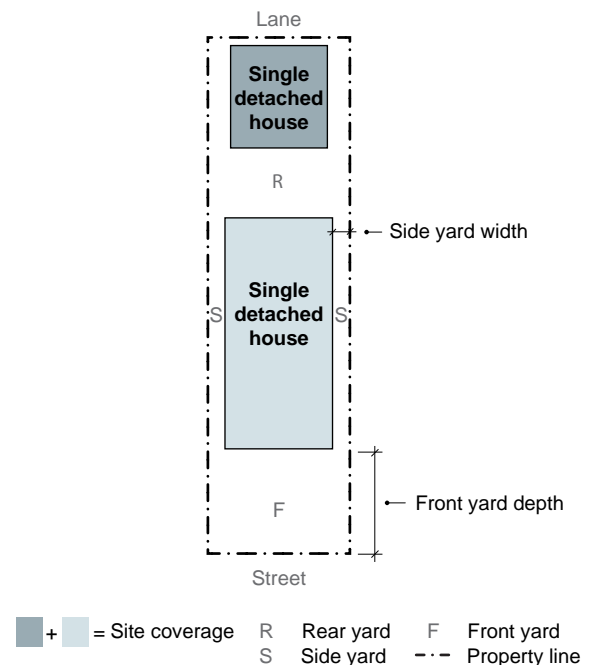 Lane
Single
detached
house
R
Side yard width
Single
detached
house
S
S
Front yard depth
F
Street
+ = Site coverage R Rear yard F Front yard
S Side yard Property line